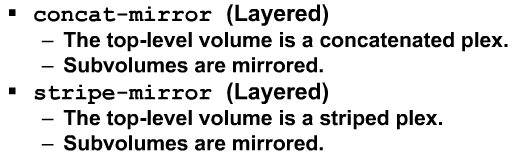 ▪ concat-mirror (Layered)
– The top-level volume is a concatenated plex.
– Subvolumes are mirrored.
▪ stripe-mirror (Layered)
– The top-level volume is a striped plex.
– Subvolumes are mirrored.